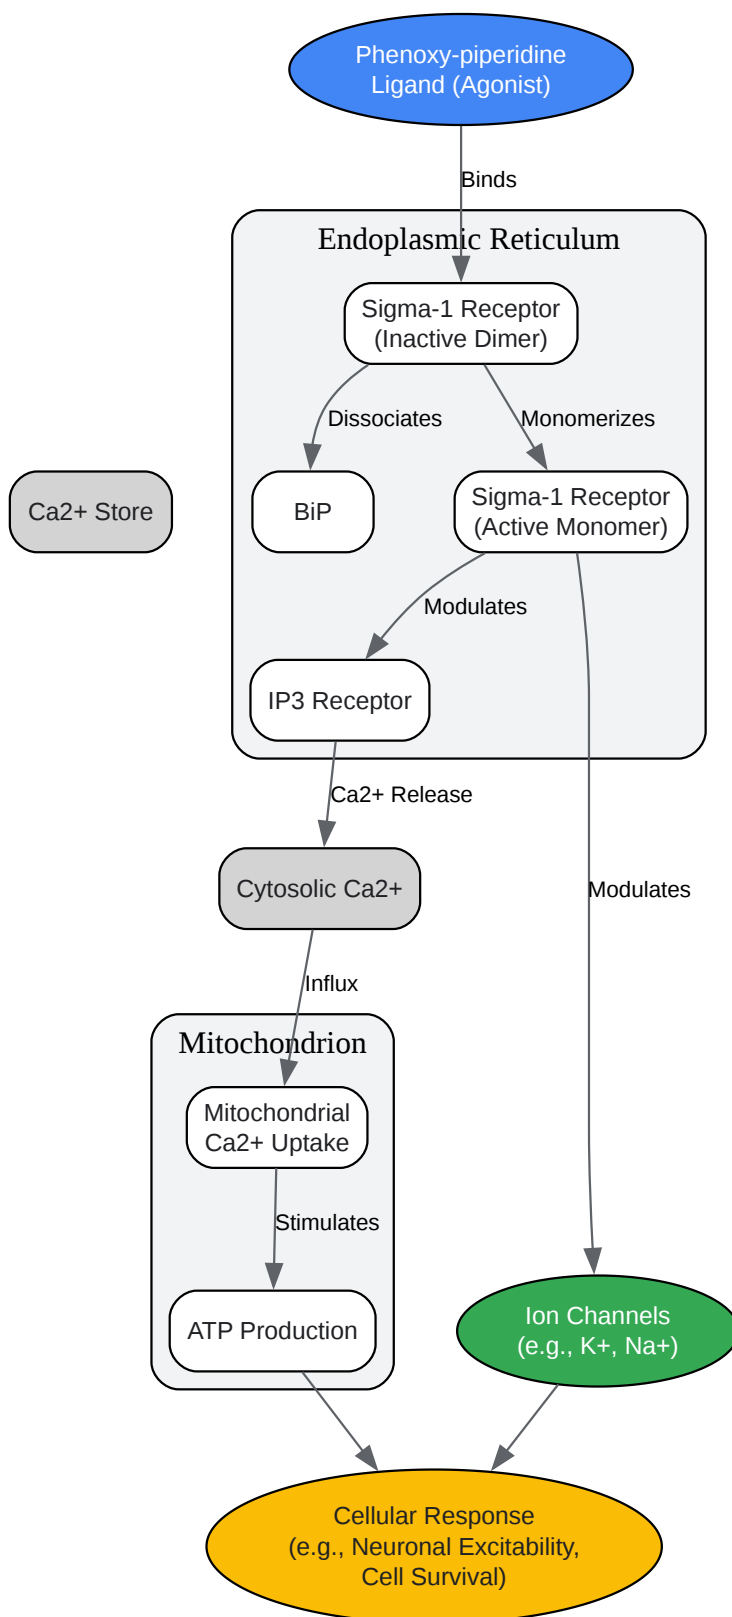 Phenoxy-piperidine
Ligand (Agonist)
Binds
Endoplasmic Reticulum
Sigma-1 Receptor
(Inactive Dimer)
Dissociates
Monomerizes
Ca2+ Store
BiP
Sigma-1 Receptor
(Active Monomer)
Modulates
IP3 Receptor
Ca2+ Release
Cytosolic Ca2+
Modulates
Influx
Mitochondrion
Mitochondrial
Ca2+ Uptake
Stimulates
ATP Production
Ion Channels
(e.g., K+, Na+)
Cellular Response
(e.g., Neuronal Excitability,
Cell Survival)